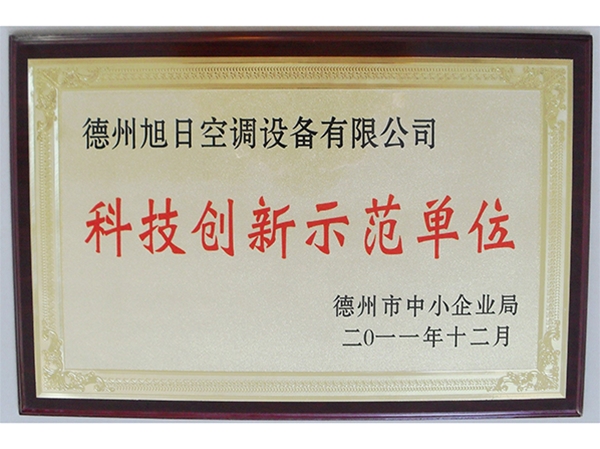 德州旭日空调设备有限公司
科技创新示范单位
德州市中小企业局
二〇一一年十二月